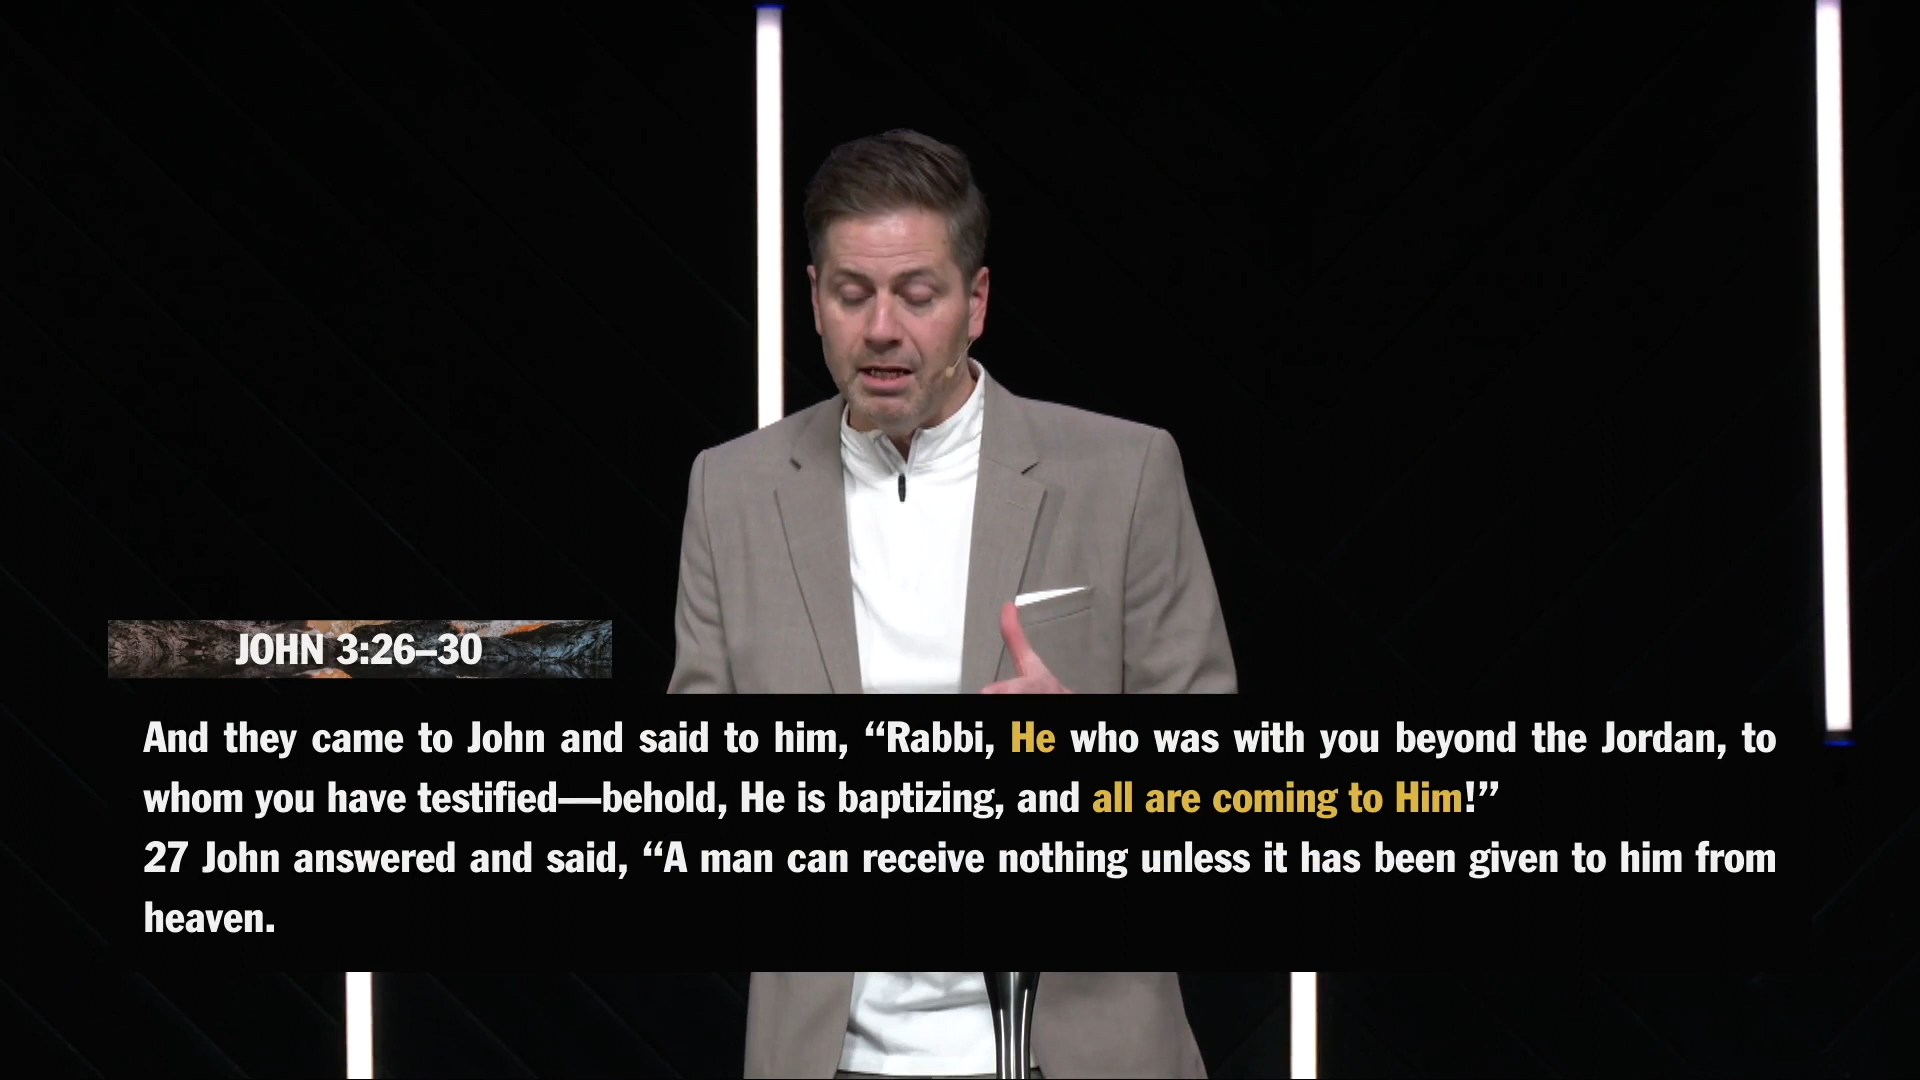 JOHN 3:26–30
And they came to John and said to him, “Rabbi, He who was with you beyond the Jordan, to
whom you have testified—behold, He is baptizing, and all are coming to Him!”
27 John answered and said, “A man can receive nothing unless it has been given to him from
heaven.